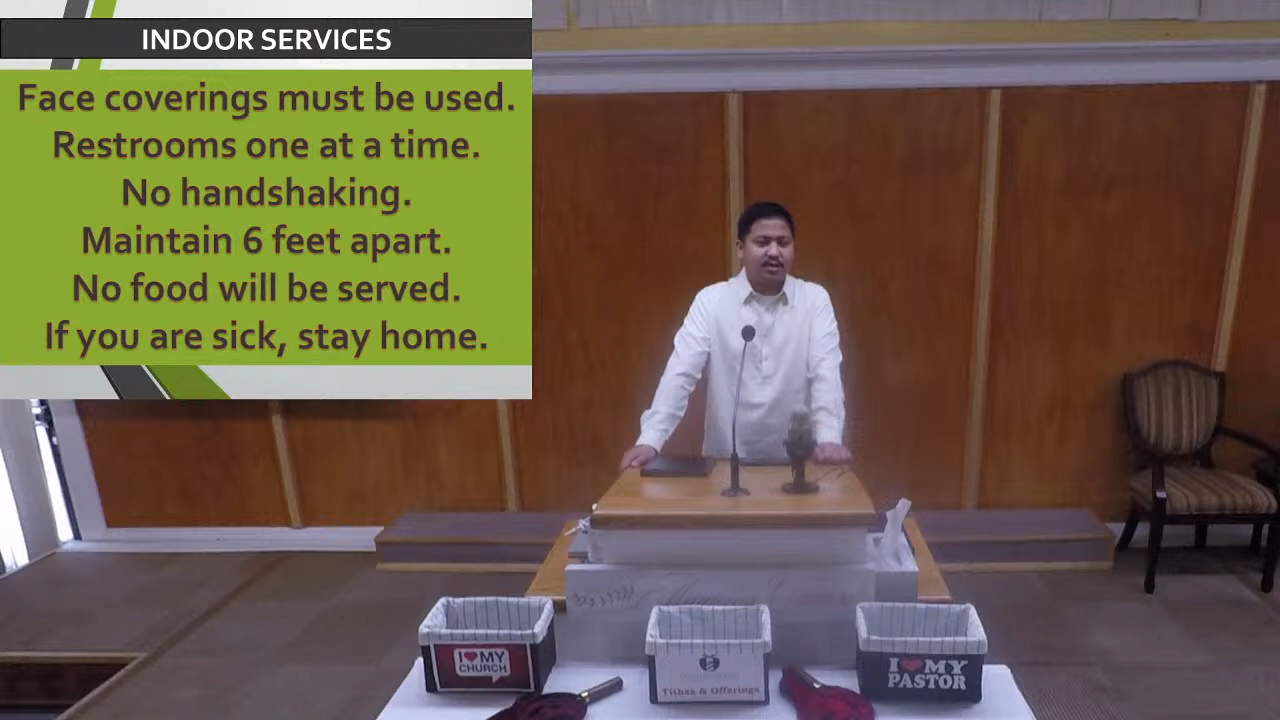 INDOOR SERVICES
Face coverings must be used.
Restrooms one at a time.
No handshaking.
Maintain 6 feet apart.
No food will be served.
If you are sick, stay home.
I ❤ MY
CHURCH
Tithes & Offerings
I ❤ MY
PASTOR